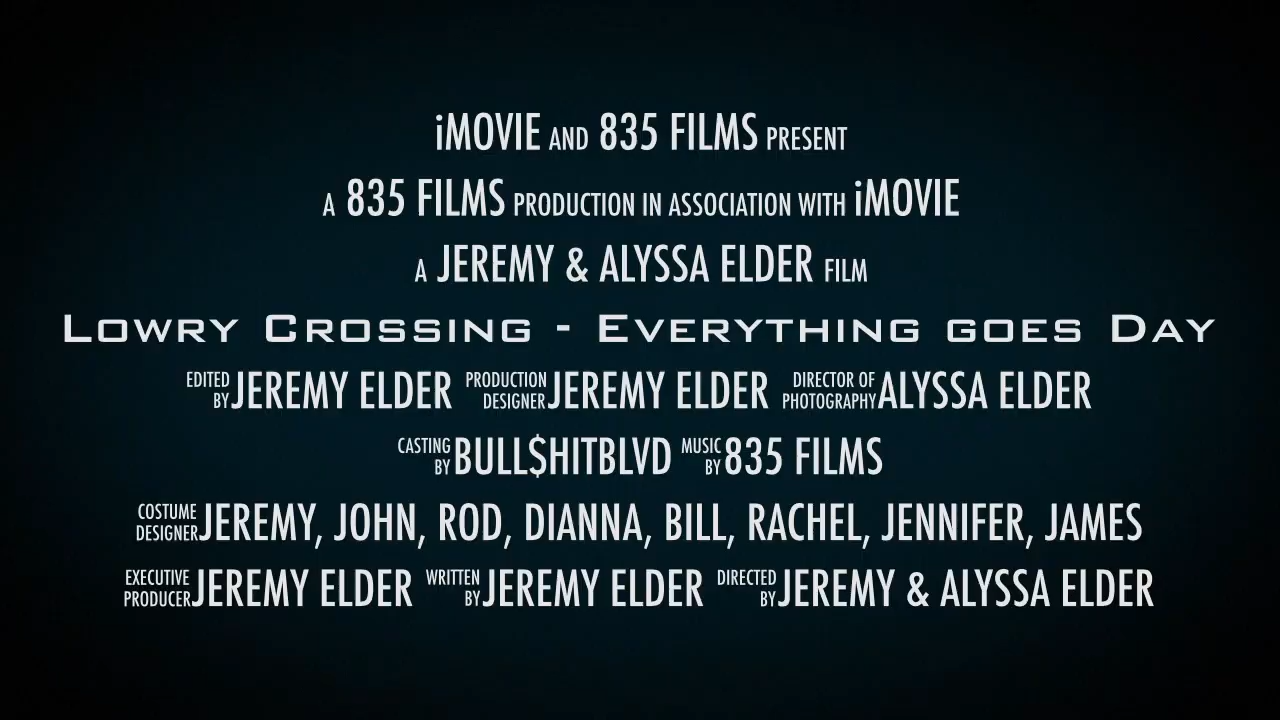 iMOVIE AND 835 FILMS PRESENT
A 835 FILMS PRODUCTION IN ASSOCIATION WITH iMOVIE
A JEREMY & ALYSSA ELDER FILM
LOWRY CROSSING - EVERYTHING GOES DAY
EDITED BY JEREMY ELDER PRODUCTION DESIGNER JEREMY ELDER DIRECTOR OF PHOTOGRAPHY ALYSSA ELDER
CASTING BY BULL$HITBLVD MUSIC BY 835 FILMS
COSTUME DESIGNER JEREMY, JOHN, ROD, DIANNA, BILL, RACHEL, JENNIFER, JAMES
EXECUTIVE PRODUCER JEREMY ELDER WRITTEN BY JEREMY ELDER DIRECTED BY JEREMY & ALYSSA ELDER